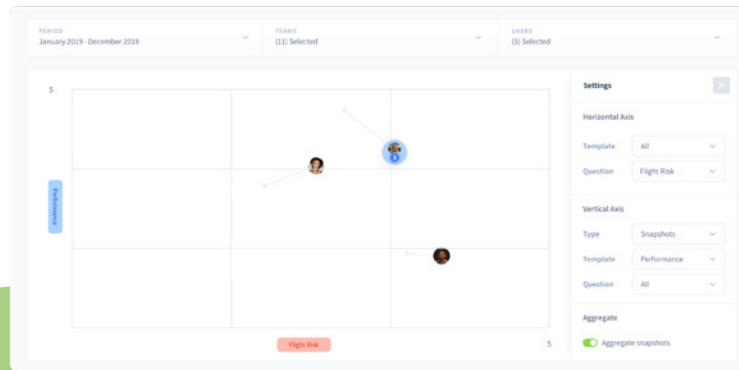 PERIOD
January 2019 - December 2019
TEAMS
(11) Selected
USERS
(5) Selected
5
Performance
Flight Risk
5
Settings
Horizontal Axis
Template All
Question Flight Risk
Vertical Axis
Type Snapshots
Template Performance
Question All
Aggregate
Aggregate snapshots